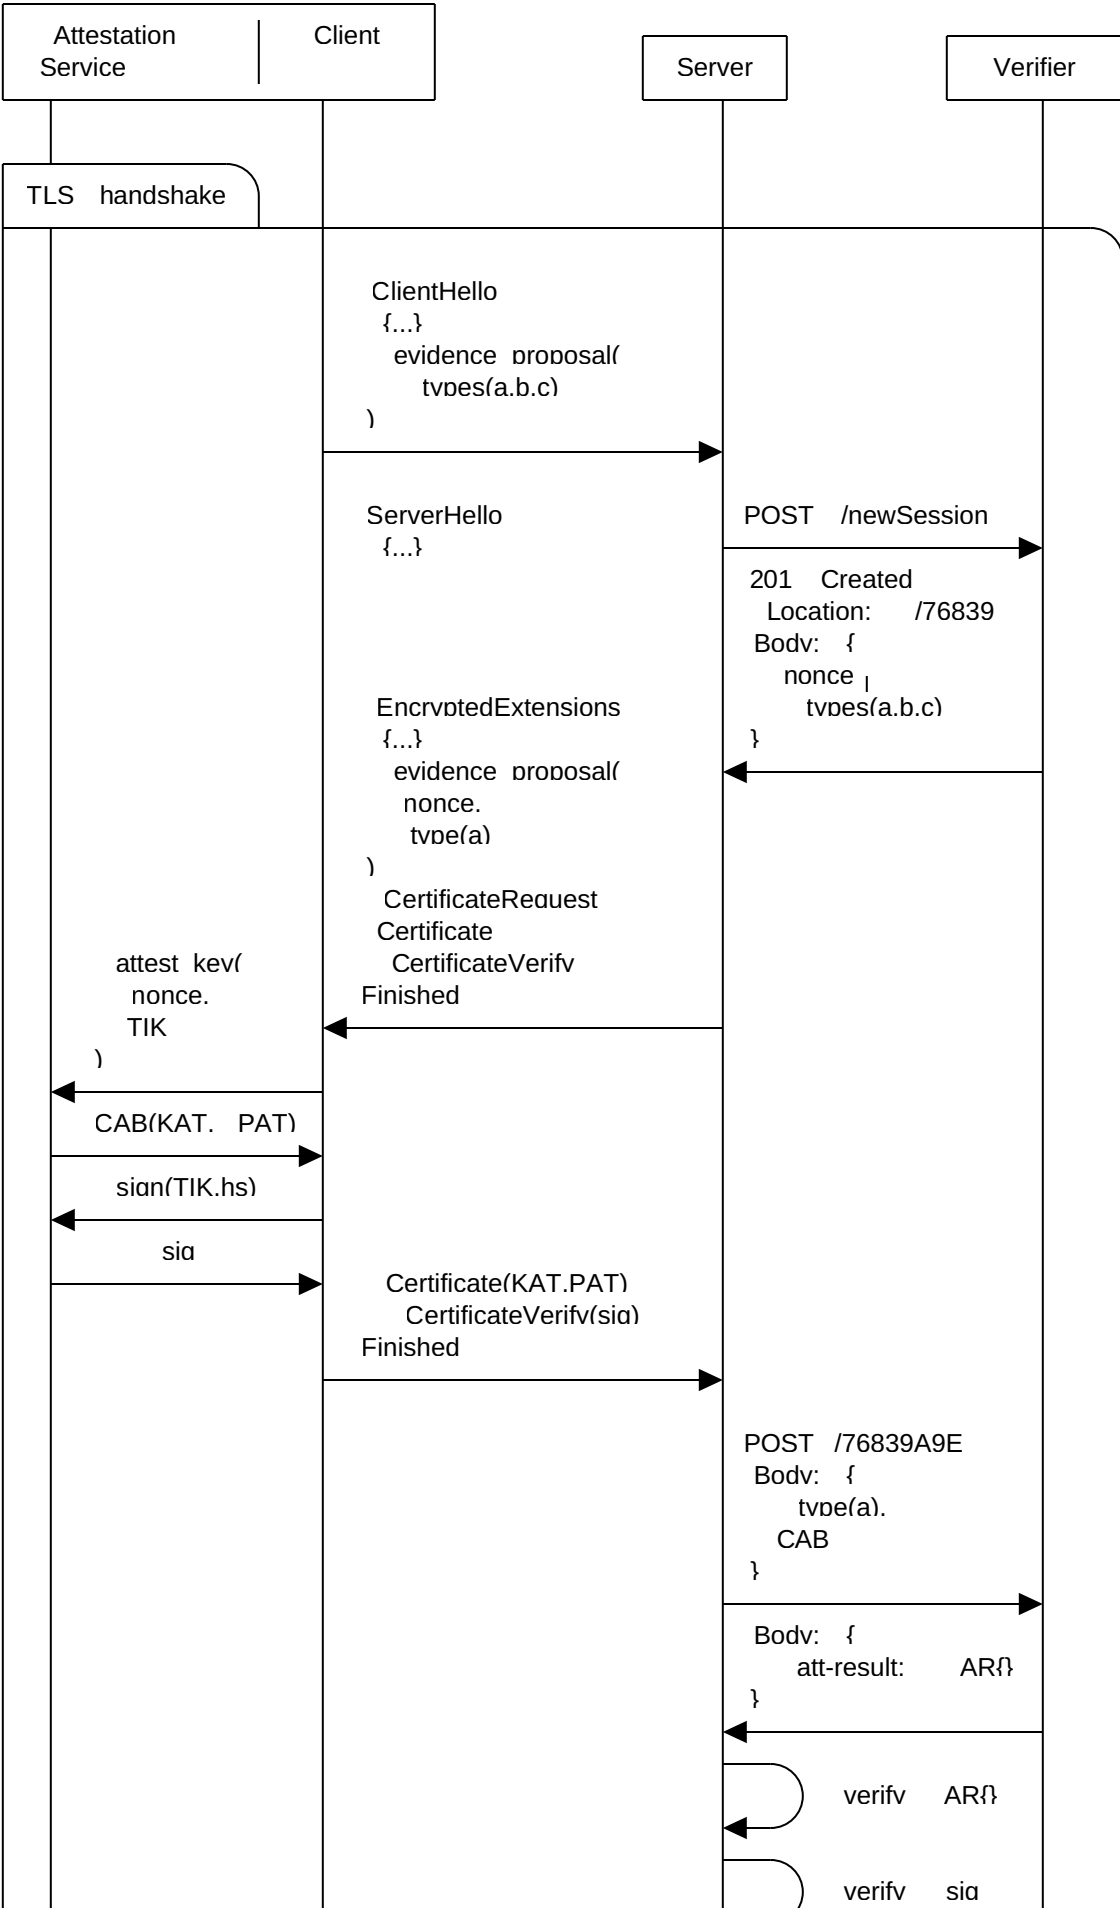 Attestation
Service
Client
Server
Verifier
TLS handshake
ClientHello
{...}
evidence_proposal(
types(a,b,c)
)
ServerHello
{...}
POST /newSession
201 Created
Location: /76839
Body: {
nonce,
types(a,b,c)
}
EncryptedExtensions
{...}
evidence_proposal(
nonce,
type(a)
)
CertificateRequest
Certificate
CertificateVerify
Finished
attest_key(
nonce,
TIK
)
CAB(KAT, PAT)
sign(TIK,hs)
sig
Certificate(KAT,PAT)
CertificateVerify(sig)
Finished
POST /76839A9E
Body: {
type(a),
CAB
}
Body: {
att-result: AR{}
}
verify AR{}
verify sig